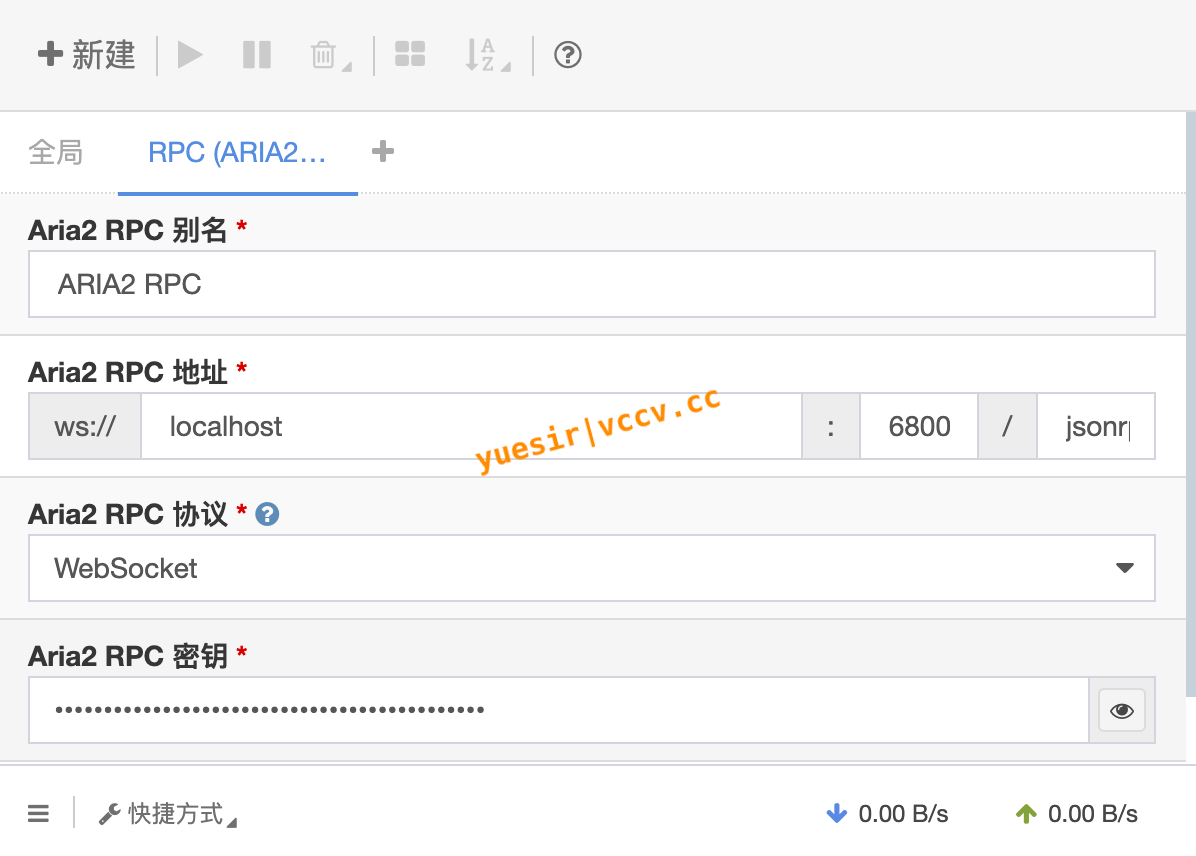 新建
全局 RPC (ARIA2...
Aria2 RPC 别名 *
ARIA2 RPC
Aria2 RPC 地址 *
ws:// localhost : 6800 / jsonr
yuesir|vccv.cc
Aria2 RPC 协议 *
WebSocket
Aria2 RPC 密钥 *
••••••••••••••••••••••••••••••••••••••••••••
快捷方式 0.00 B/s 0.00 B/s